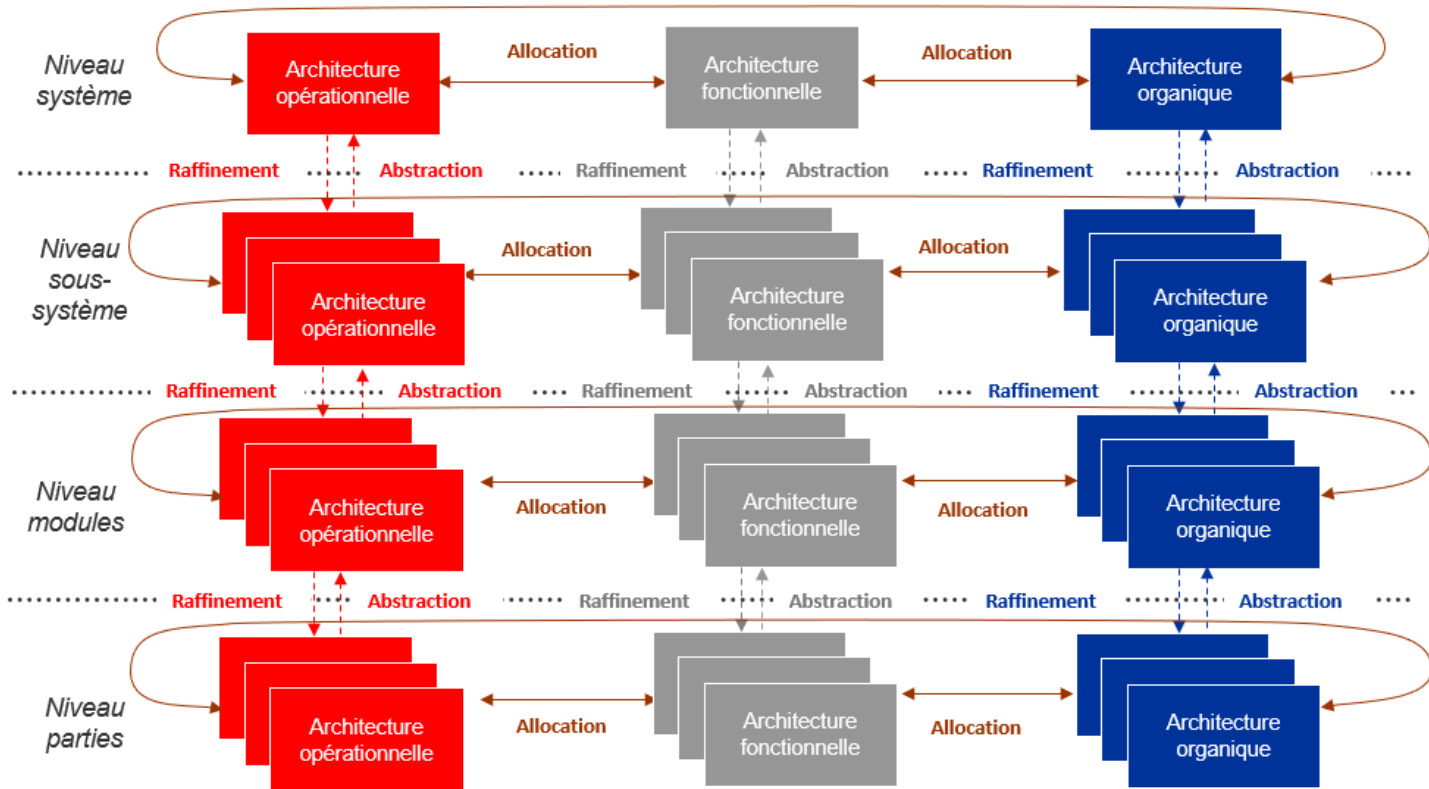 Niveau
système
Architecture
opérationnelle
Allocation
Architecture
fonctionnelle
Allocation
Architecture
organique
Raffinement
Abstraction
Raffinement
Abstraction
Raffinement
Abstraction
Niveau
sous-
système
Architecture
opérationnelle
Allocation
Architecture
fonctionnelle
Allocation
Architecture
organique
Raffinement
Abstraction
Raffinement
Abstraction
Raffinement
Abstraction
Niveau
modules
Architecture
opérationnelle
Allocation
Architecture
fonctionnelle
Allocation
Architecture
organique
Raffinement
Abstraction
Raffinement
Abstraction
Raffinement
Abstraction
Niveau
parties
Architecture
opérationnelle
Allocation
Architecture
fonctionnelle
Allocation
Architecture
organique